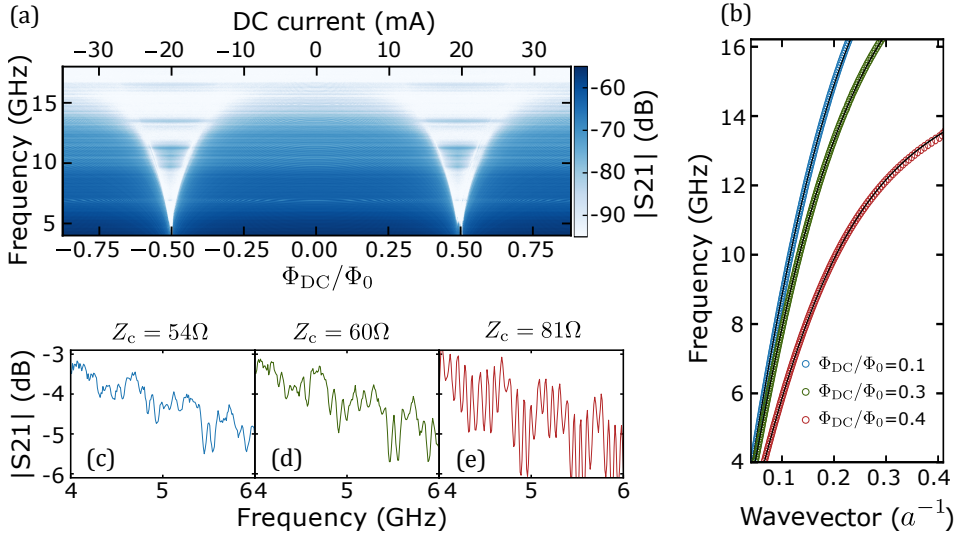 (a)
DC current (mA)
−30 −20 −10 0 10 20 30
Frequency (GHz)
15
10
5
−0.75 −0.50 −0.25 0.00 0.25 0.50 0.75
Φ_DC/Φ_0
|S21| (dB)
−60
−70
−80
−90
(b)
Frequency (GHz)
16
14
12
10
8
6
4
Φ_DC/Φ_0=0.1
Φ_DC/Φ_0=0.3
Φ_DC/Φ_0=0.4
0.1 0.2 0.3 0.4
Wavevector (a⁻¹)
Z_c = 54Ω Z_c = 60Ω Z_c = 81Ω
|S21| (dB)
-3
-4
-5
-6
(c) (d) (e)
4 5 6 4 5 6 4 5 6
Frequency (GHz)